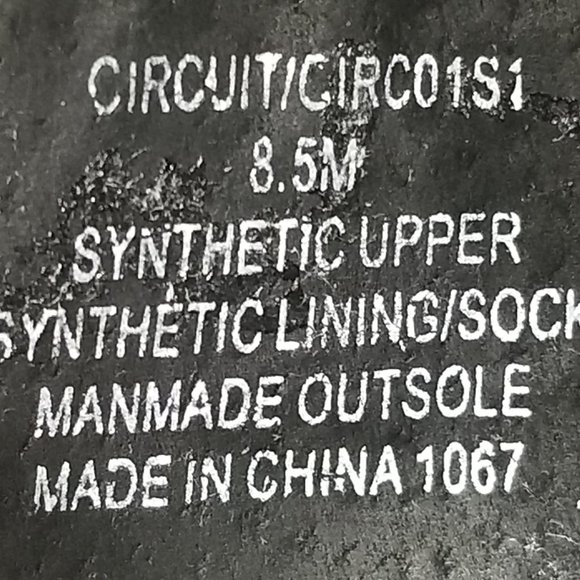 CIRCUIT/CIRC01S1
8.5M
SYNTHETIC UPPER
SYNTHETIC LINING/SOCK
MANMADE OUTSOLE
MADE IN CHINA 1067